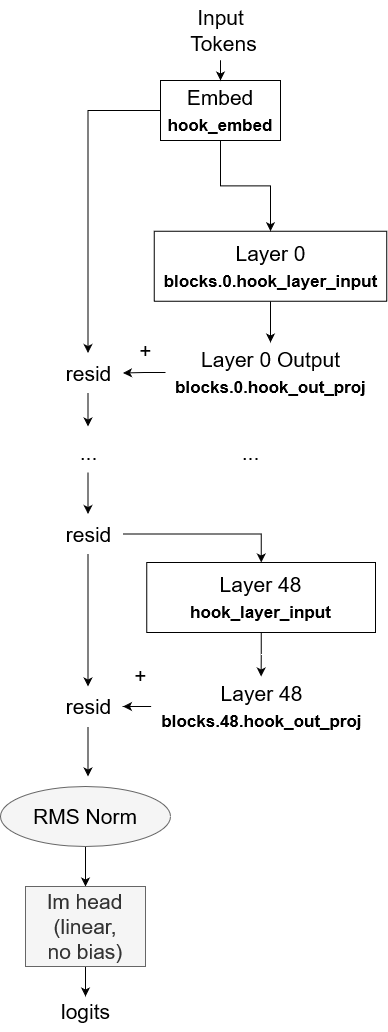 Input
Tokens
Embed
hook_embed
Layer 0
blocks.0.hook_layer_input
+
Layer 0 Output
resid
blocks.0.hook_out_proj
...
...
resid
Layer 48
hook_layer_input
+
Layer 48
resid
blocks.48.hook_out_proj
RMS Norm
lm head
(linear,
no bias)
logits